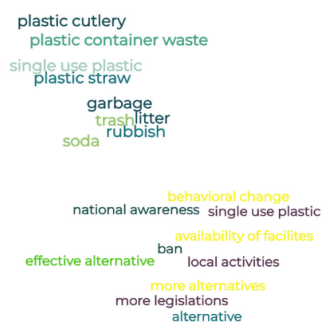 plastic cutlery
plastic container waste
single use plastic
plastic straw
garbage
trash litter
rubbish
soda
behavioral change
national awareness single use plastic
availability of facilites
ban
effective alternative local activities
more alternatives
more legislations
alternative